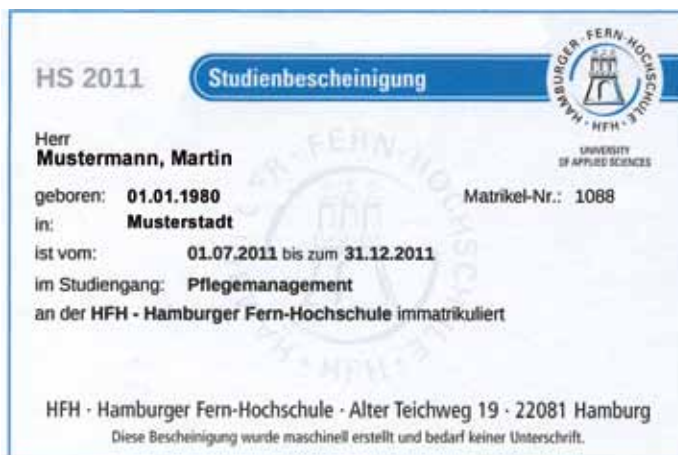 HS 2011
Studienbescheinigung
HAMBURGER · FERN-HOCHSCHULE · HFH ·
UNIVERSITY
OF APPLIED SCIENCES
Herr
Mustermann, Martin
geboren: 01.01.1980 Matrikel-Nr.: 1088
in: Musterstadt
ist vom: 01.07.2011 bis zum 31.12.2011
im Studiengang: Pflegemanagement
an der HFH - Hamburger Fern-Hochschule immatrikuliert
HFH · Hamburger Fern-Hochschule · Alter Teichweg 19 · 22081 Hamburg
Diese Bescheinigung wurde maschinell erstellt und bedarf keiner Unterschrift.